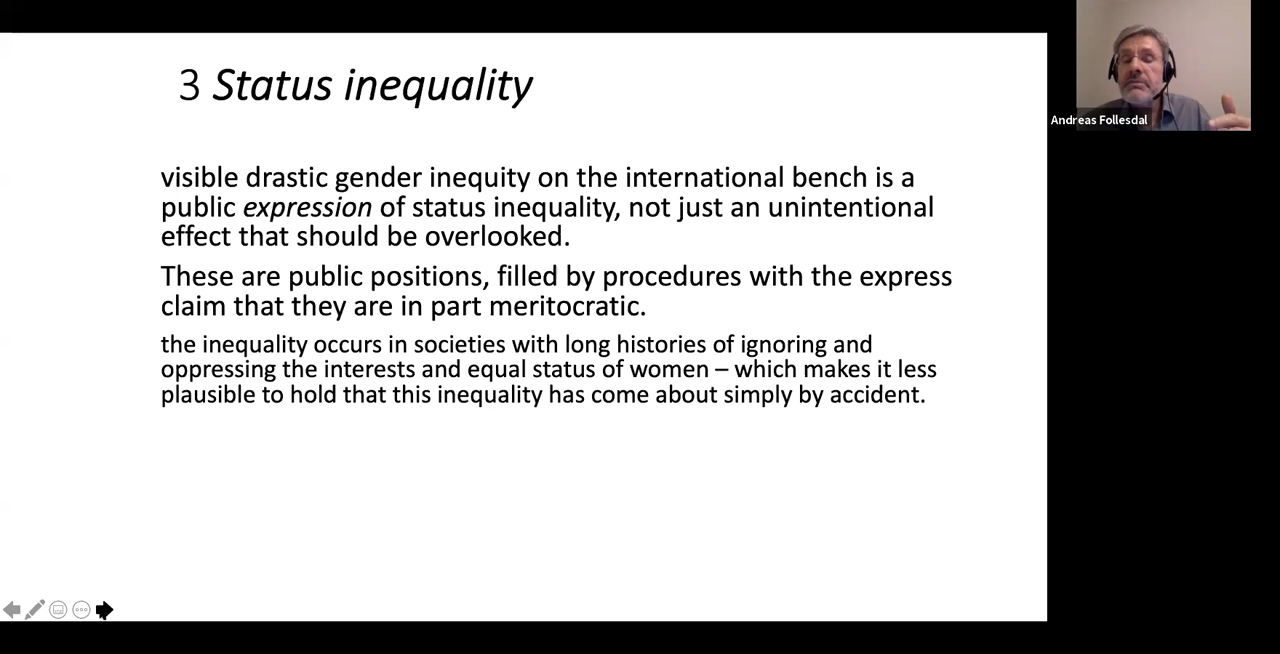 3 Status inequality
visible drastic gender inequity on the international bench is a
public expression of status inequality, not just an unintentional
effect that should be overlooked.
These are public positions, filled by procedures with the express
claim that they are in part meritocratic.
the inequality occurs in societies with long histories of ignoring and
oppressing the interests and equal status of women – which makes it less
plausible to hold that this inequality has come about simply by accident.
Andreas Follesdal